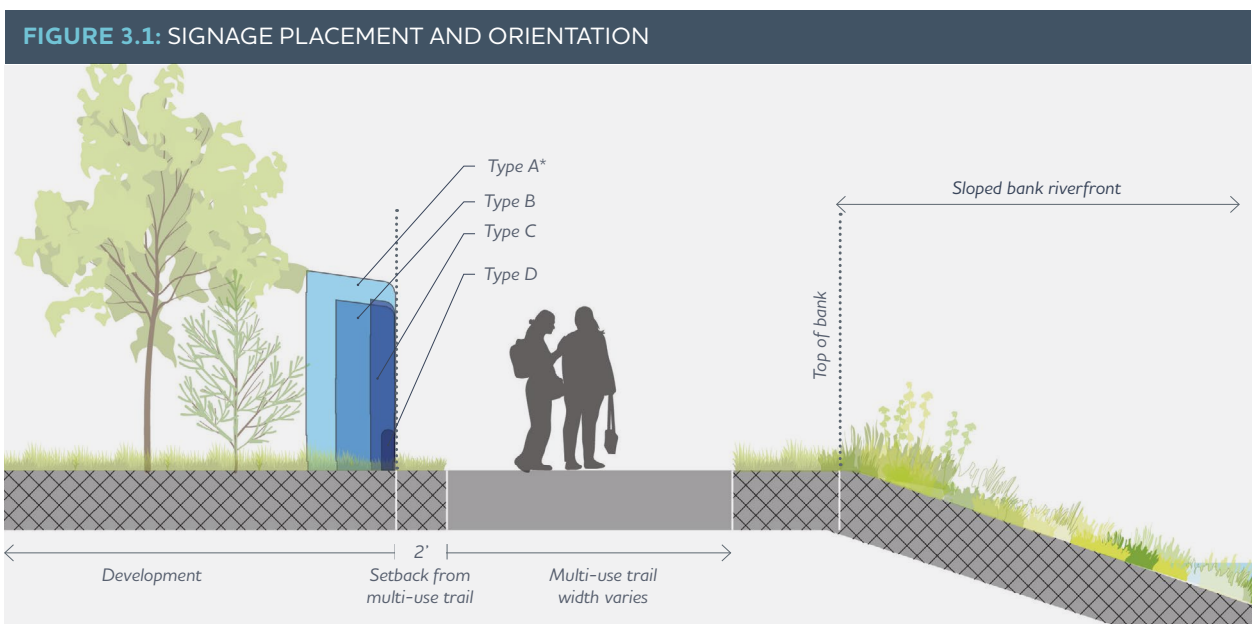 FIGURE 3.1: SIGNAGE PLACEMENT AND ORIENTATION
Type A*
Type B
Type C
Type D
Sloped bank riverfront
Top of bank
2'
Development
Setback from
multi-use trail
Multi-use trail
width varies